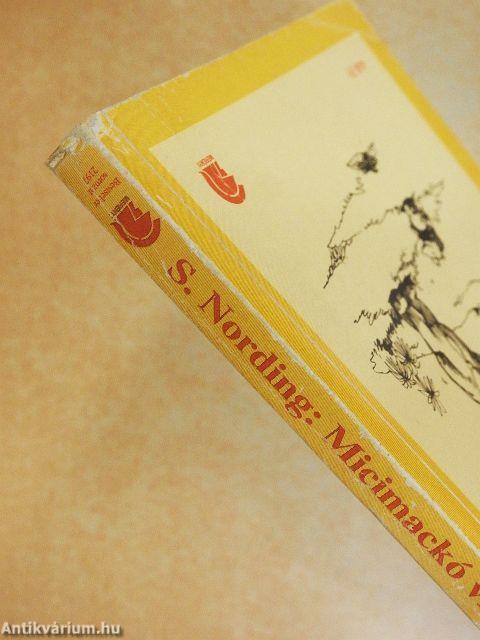 S. Nording: Micimackó v
Antikvárium.hu